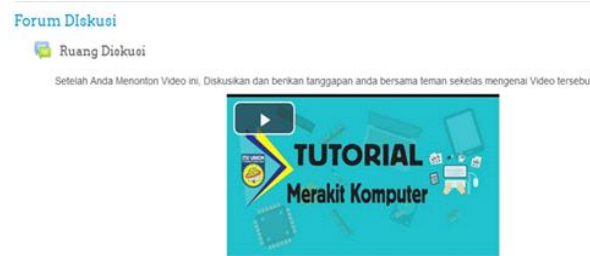 Forum DIskusi
Ruang Diskusi
Setelah Anda Menonton Video ini, Diskusikan dan berikan tanggapan anda bersama teman sekelas mengenai Video tersebu
TUTORIAL
Merakit Komputer